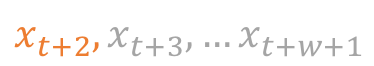 x_{t+2}, x_{t+3}, … x_{t+w+1}